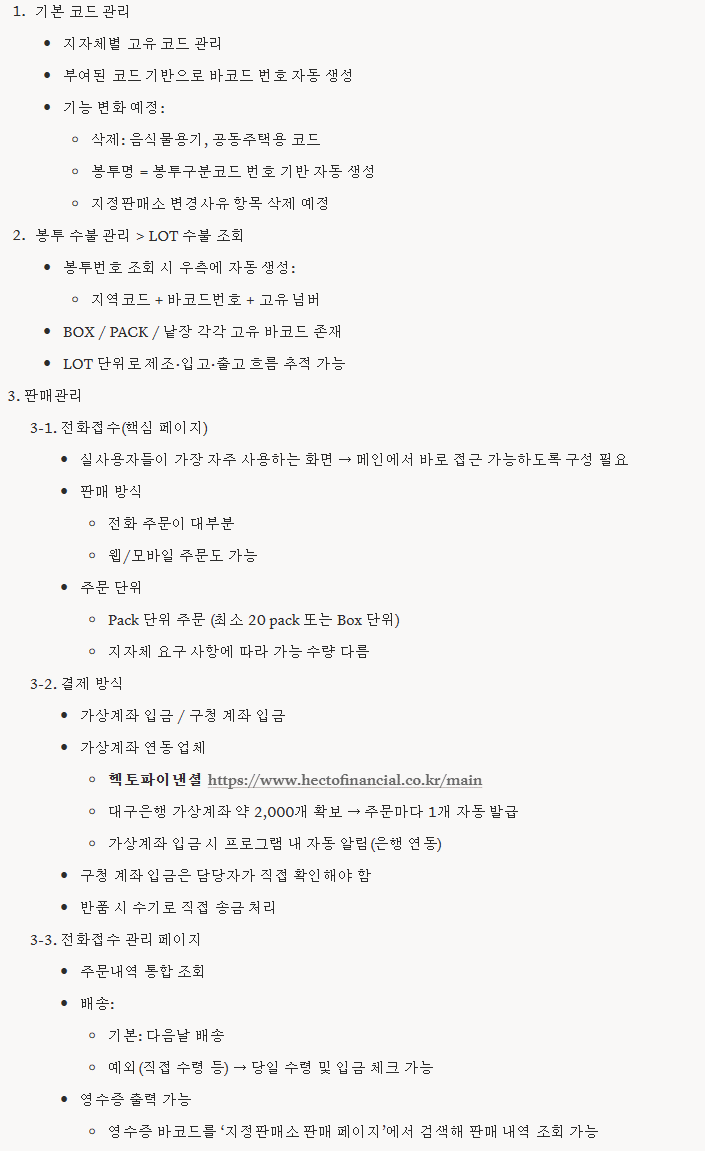 1. 기본 코드 관리
• 지자체별 고유 코드 관리
• 부여된 코드 기반으로 바코드 번호 자동 생성
• 기능 변화 예정:
◦ 삭제: 음식물용기, 공동주택용 코드
◦ 봉투명 = 봉투구분코드 번호 기반 자동 생성
◦ 지정판매소 변경사유 항목 삭제 예정
2. 봉투 수불 관리 > LOT 수불 조회
• 봉투번호 조회 시 우측에 자동 생성:
◦ 지역코드 + 바코드번호 + 고유 넘버
• BOX / PACK / 낱장 각각 고유 바코드 존재
• LOT 단위로 제조·입고·출고 흐름 추적 가능
3. 판매관리
3-1. 전화접수(핵심 페이지)
• 실사용자들이 가장 자주 사용하는 화면 → 메인에서 바로 접근 가능하도록 구성 필요
• 판매 방식
◦ 전화 주문이 대부분
◦ 웹/모바일 주문도 가능
• 주문 단위
◦ Pack 단위 주문 (최소 20 pack 또는 Box 단위)
◦ 지자체 요구 사항에 따라 가능 수량 다름
3-2. 결제 방식
• 가상계좌 입금 / 구청 계좌 입금
• 가상계좌 연동 업체
◦ 헥토파이낸셜 https://www.hectofinancial.co.kr/main
◦ 대구은행 가상계좌 약 2,000개 확보 → 주문마다 1개 자동 발급
◦ 가상계좌 입금 시 프로그램 내 자동 알림(은행 연동)
• 구청 계좌 입금은 담당자가 직접 확인해야 함
• 반품 시 수기로 직접 송금 처리
3-3. 전화접수 관리 페이지
• 주문내역 통합 조회
• 배송:
◦ 기본: 다음날 배송
◦ 예외(직접 수령 등) → 당일 수령 및 입금 체크 가능
• 영수증 출력 가능
◦ 영수증 바코드를 ‘지정판매소 판매 페이지’에서 검색해 판매 내역 조회 가능